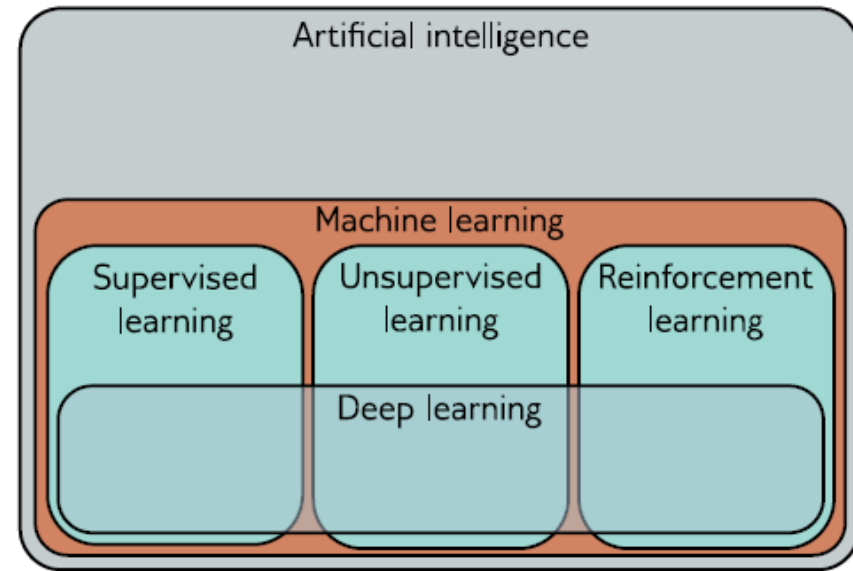 Artificial intelligence
Machine learning
Supervised
learning
Unsupervised
learning
Reinforcement
learning
Deep learning